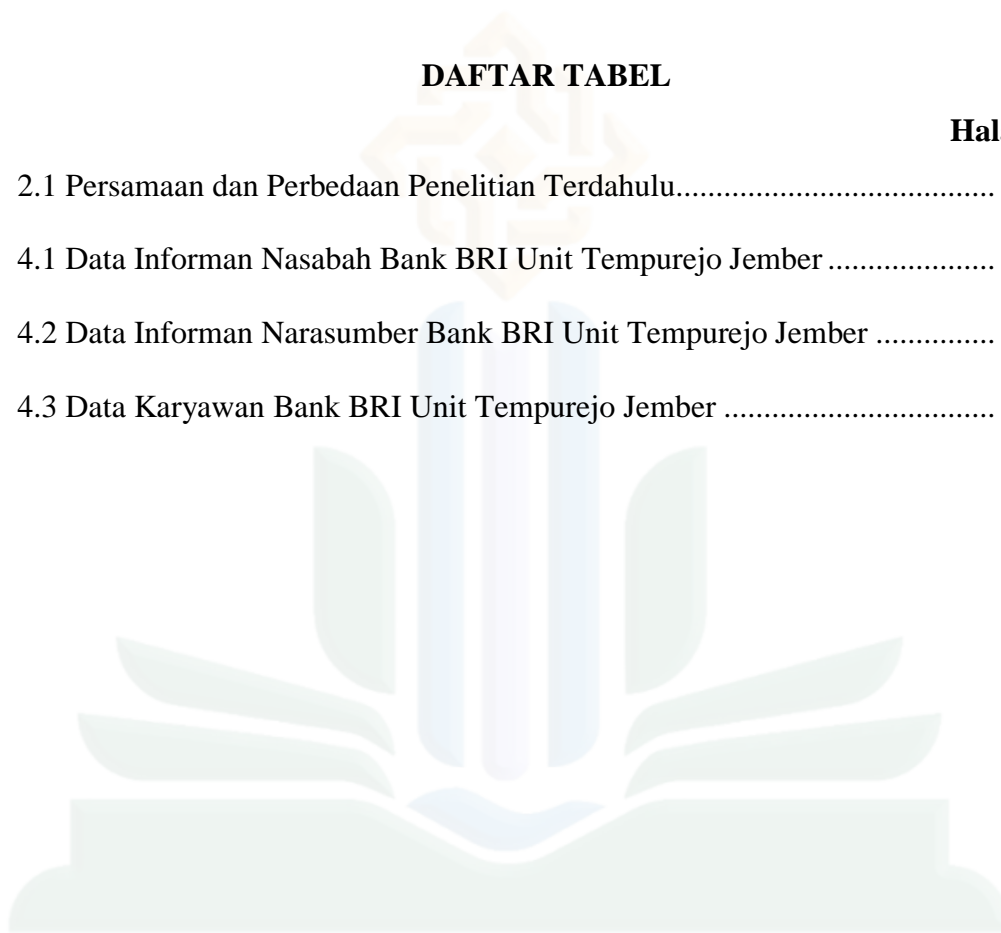 DAFTAR TABEL
Hal
2.1 Persamaan dan Perbedaan Penelitian Terdahulu....................................
4.1 Data Informan Nasabah Bank BRI Unit Tempurejo Jember .....................
4.2 Data Informan Narasumber Bank BRI Unit Tempurejo Jember ...............
4.3 Data Karyawan Bank BRI Unit Tempurejo Jember ..................................